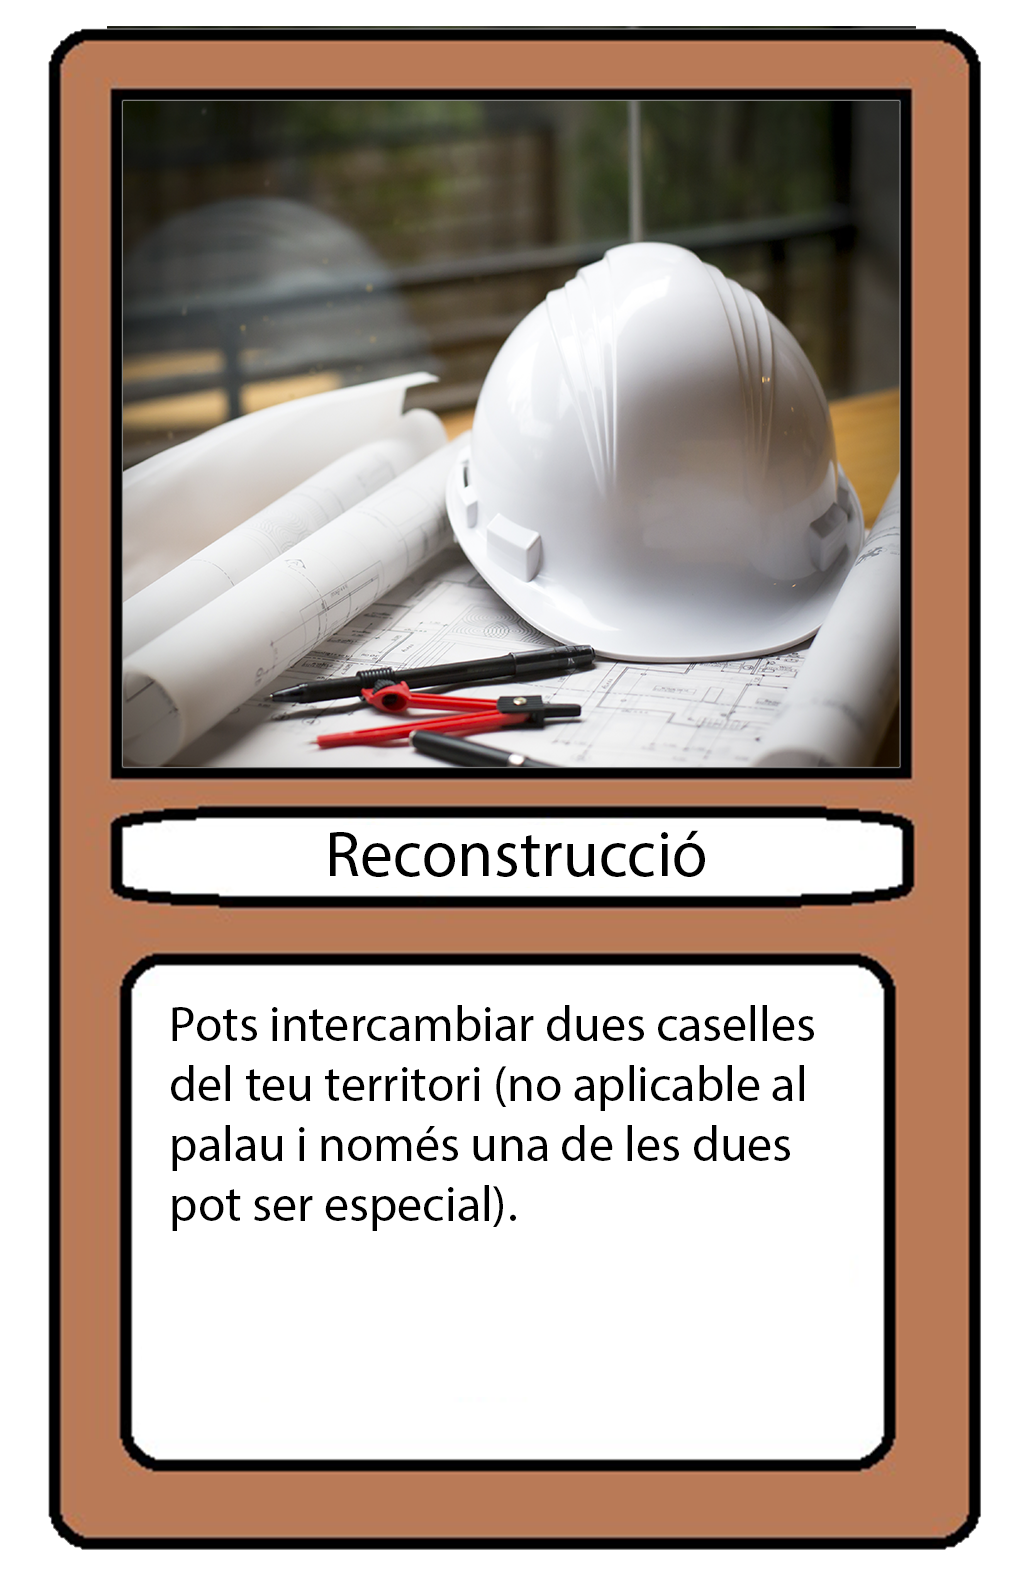 Reconstrucció
Pots intercambiar dues caselles
del teu territori (no aplicable al
palau i només una de les dues
pot ser especial).